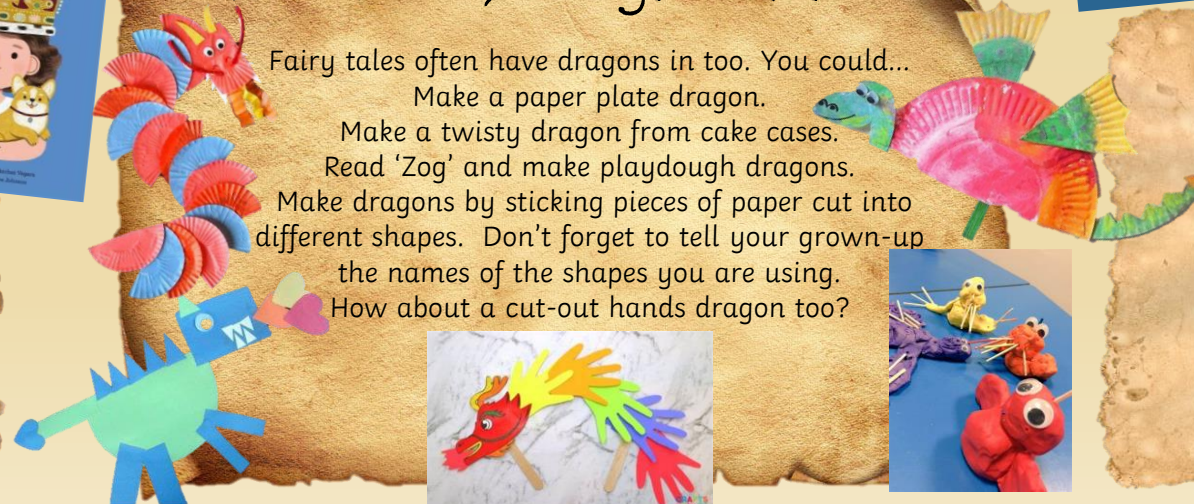 Fairy tales often have dragons in too. You could...
Make a paper plate dragon.
Make a twisty dragon from cake cases.
Read ‘Zog’ and make playdough dragons.
Make dragons by sticking pieces of paper cut into
different shapes.  Don’t forget to tell your grown-up
the names of the shapes you are using.
How about a cut-out hands dragon too?